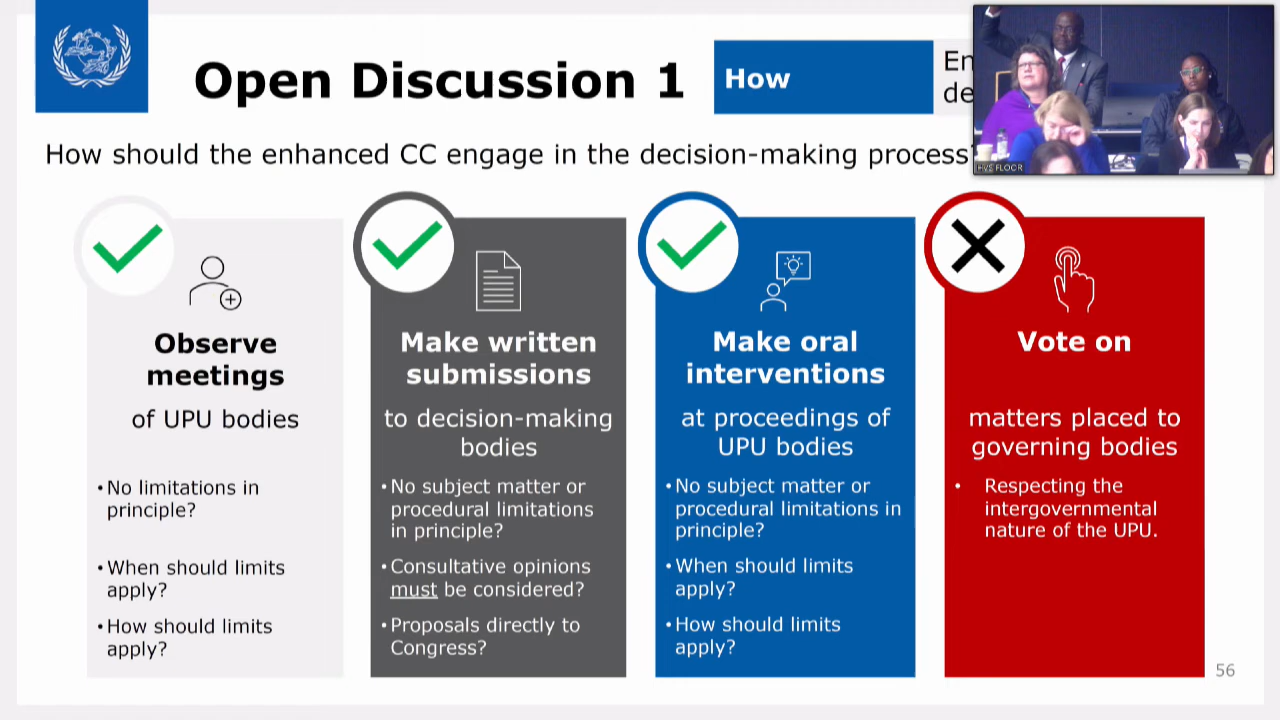 Open Discussion 1
How
En
de
How should the enhanced CC engage in the decision-making process?
HVS FLOOR
Observe
meetings
of UPU bodies
•No limitations in
principle?
•When should limits
apply?
•How should limits
apply?
Make written
submissions
to decision-making
bodies
•No subject matter or
procedural limitations
in principle?
•Consultative opinions
must be considered?
•Proposals directly to
Congress?
Make oral
interventions
at proceedings of
UPU bodies
•No subject matter or
procedural limitations in
principle?
•When should limits
apply?
•How should limits
apply?
Vote on
matters placed to
governing bodies
• Respecting the
intergovernmental
nature of the UPU.
56